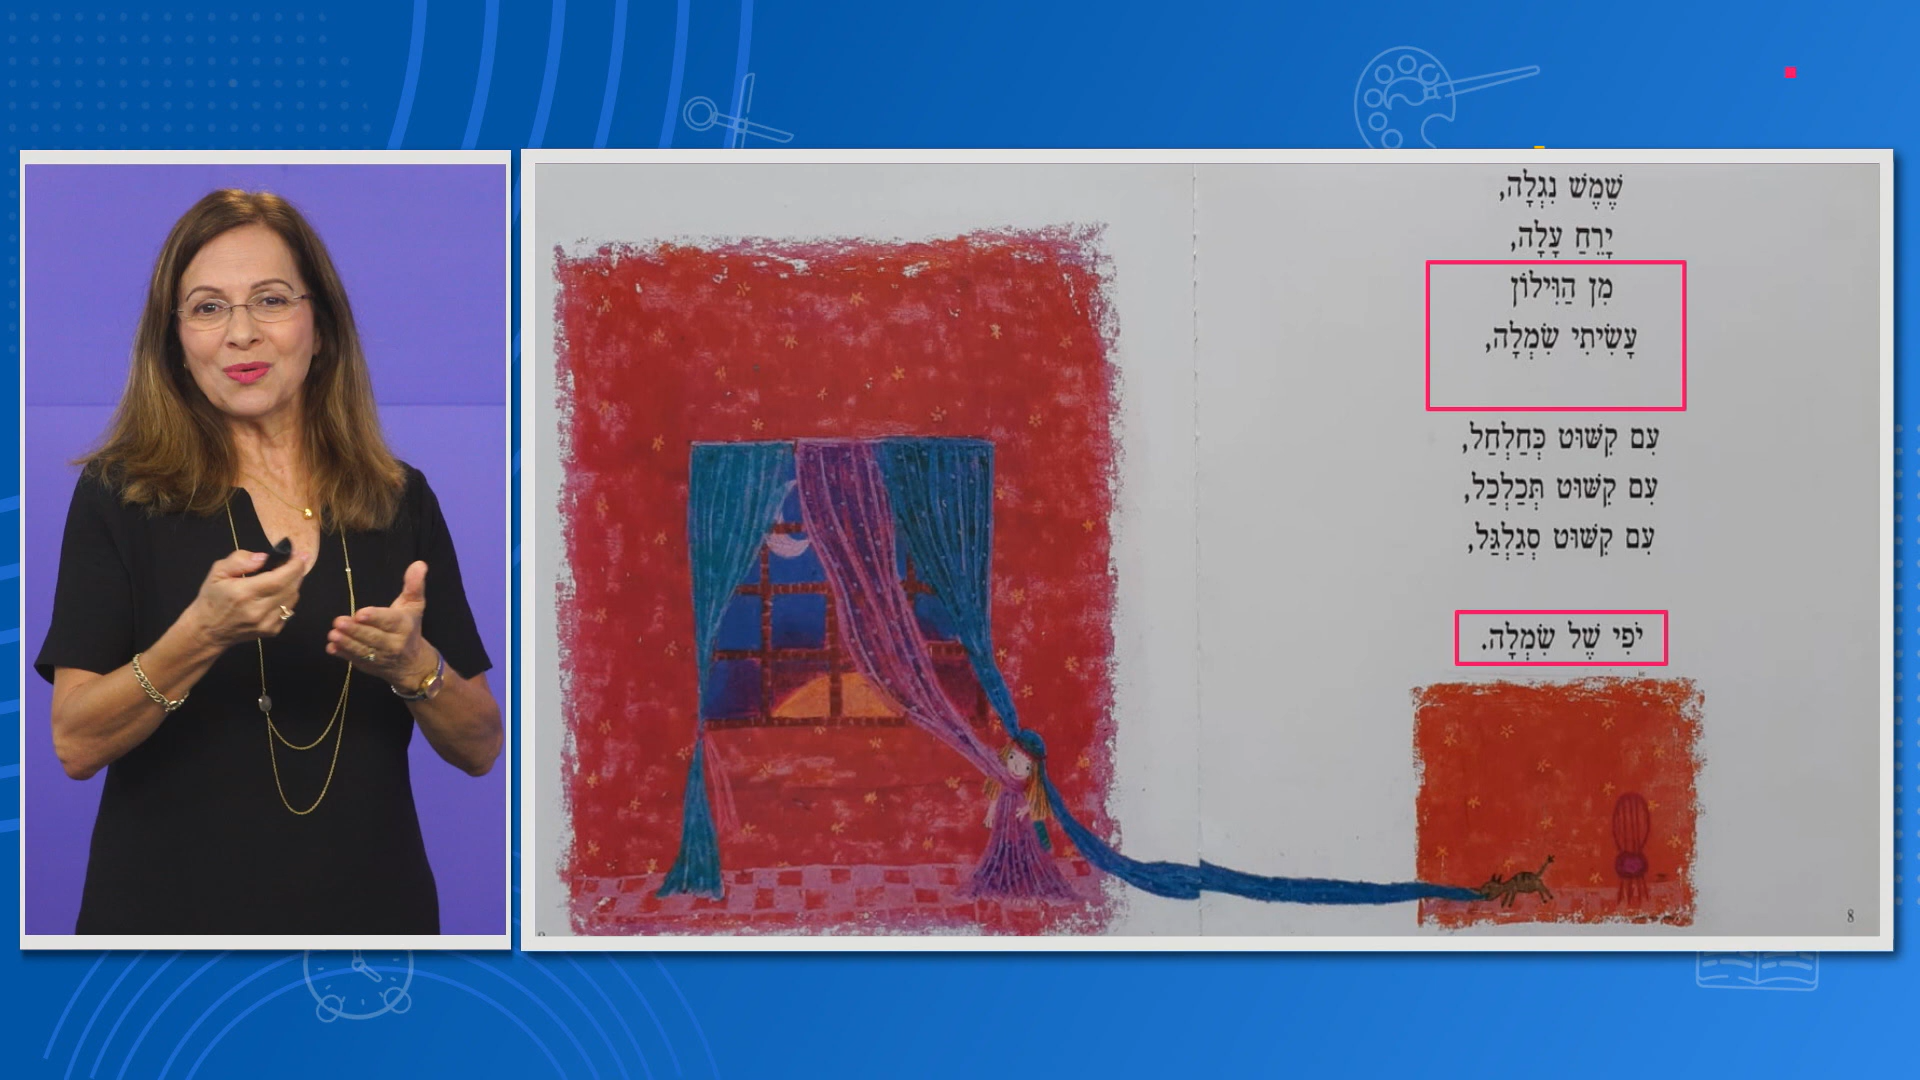 שֶׁמֶשׁ נִגְלָה,
יָרֵחַ עָלָה,
מִן הַוִּילוֹן
עָשִׂיתִי שִׂמְלָה,
עִם קִשּׁוּט כְּחַלְחַל,
עִם קִשּׁוּט תְּכַלְכַל,
עִם קִשּׁוּט סְגַלְגַּל,
יֹפִי שֶׁל שִׂמְלָה.
8